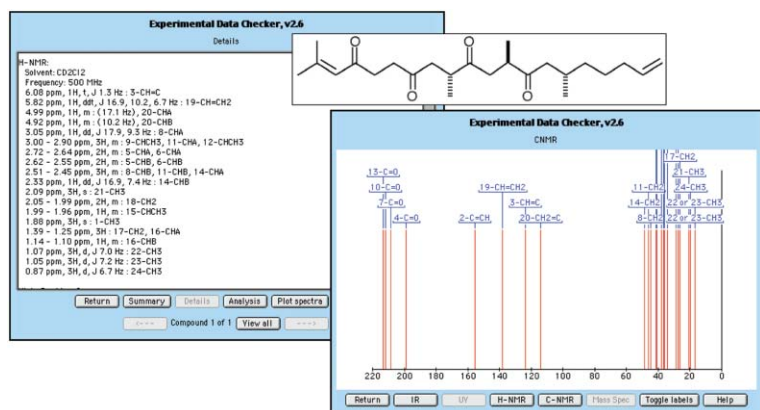 Experimental Data Checker, v2.6
Details
H-NMR:
Solvent: CD2Cl2
Frequency: 500 MHz
6.08 ppm, 1H, t, J 1.3 Hz : 3-CH=C
5.82 ppm, 1H, ddt, J 16.9, 10.2, 6.7 Hz : 19-CH=CH2
4.99 ppm, 1H, m : (17.1 Hz), 20-CHA
4.92 ppm, 1H, m : (10.2 Hz), 20-CHB
3.05 ppm, 1H, dd, J 17.9, 9.3 Hz : 8-CHA
3.00 - 2.90 ppm, 3H, m : 9-CHCH3, 11-CHA, 12-CHCH3
2.72 - 2.64 ppm, 2H, m : 5-CHA, 6-CHA
2.62 - 2.55 ppm, 2H, m : 5-CHB, 6-CHB
2.51 - 2.45 ppm, 3H, m : 8-CHB, 11-CHB, 14-CHA
2.33 ppm, 1H, dd, J 16.9, 7.4 Hz : 14-CHB
2.09 ppm, 3H, s : 21-CH3
2.05 - 1.99 ppm, 2H, m : 18-CH2
1.99 - 1.96 ppm, 1H, m : 15-CHCH3
1.88 ppm, 3H, s : 1-CH3
1.39 - 1.25 ppm, 3H : 17-CH2, 16-CHA
1.14 - 1.10 ppm, 1H, m : 16-CHB
1.07 ppm, 3H, d, J 7.0 Hz : 22-CH3
1.05 ppm, 3H, d, J 7.2 Hz : 23-CH3
0.87 ppm, 3H, d, J 6.7 Hz : 24-CH3
Return Summary Details Analysis Plot spectra
<--- Compound 1 of 1 View all --->
O O
O O
Experimental Data Checker, v2.6
CNMR
17-CH2,
13-C=O, 21-CH3,
10-C=O, 19-CH=CH2, 11-CH2, 24-CH3,
7-C=O, 3-CH=C, 14-CH2, 22 or 23-CH3,
4-C=O, 2-C=CH, 20-CH2=C, 8-CH2, 22 or 23-CH3,
220 200 180 160 140 120 100 80 60 40 20 0
Return IR UV H-NMR C-NMR Mass Spec Toggle labels Help